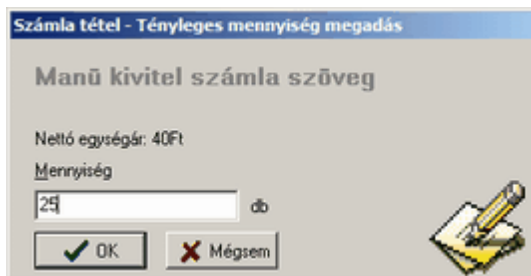 Számla tétel - Tényleges mennyiség megadás
Manü kivitel számla szöveg
Nettó egységár: 40Ft
Mennyiség
25 db
OK Mégsem